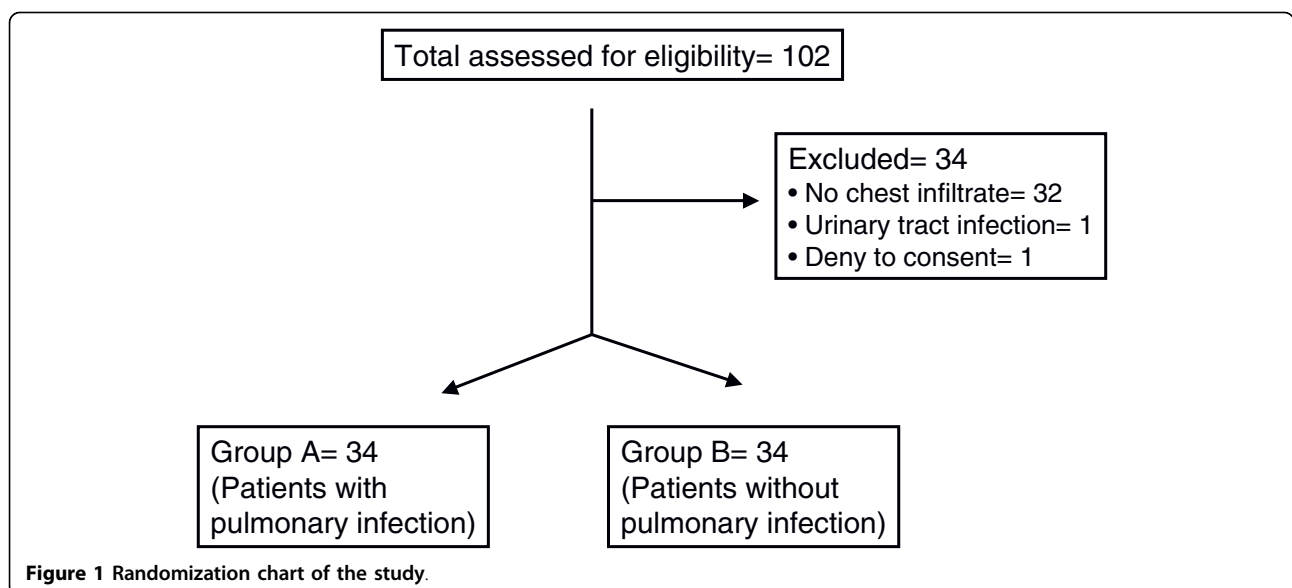 Total assessed for eligibility= 102
Excluded= 34
• No chest infiltrate= 32
• Urinary tract infection= 1
• Deny to consent= 1
Group A= 34
(Patients with
pulmonary infection)
Group B= 34
(Patients without
pulmonary infection)
Figure 1 Randomization chart of the study.